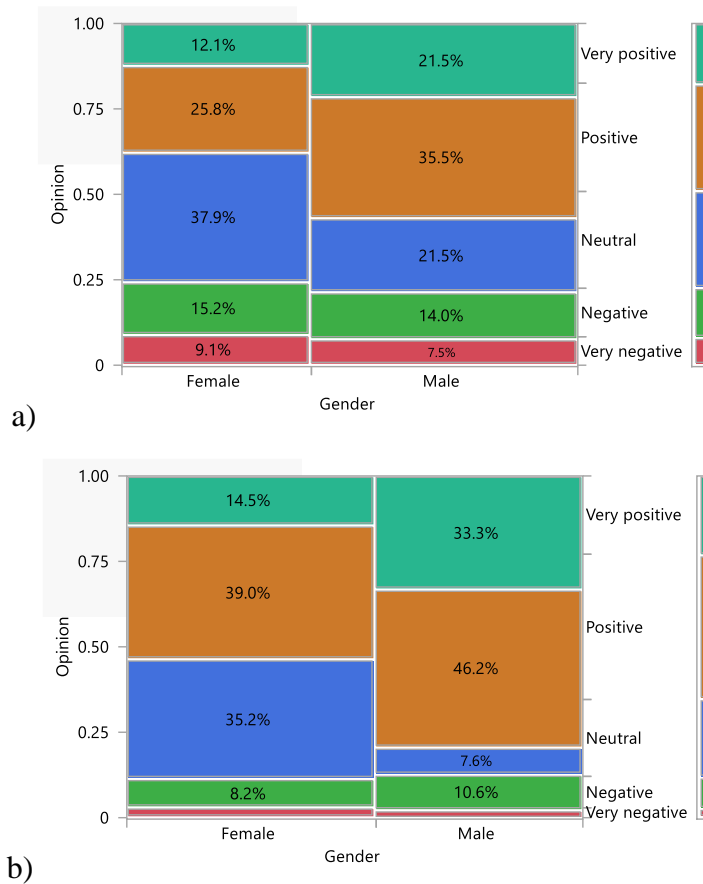 1.00
12.1%
21.5%
Very positive
0.75
25.8%
Positive
35.5%
Opinion
0.50
37.9%
Neutral
21.5%
0.25
15.2%
14.0%
Negative
9.1%
7.5%
Very negative
0
Female
Male
Gender
a)
1.00
14.5%
33.3%
Very positive
0.75
39.0%
Positive
Opinion
0.50
46.2%
35.2%
Neutral
0.25
7.6%
8.2%
10.6%
Negative
Very negative
0
Female
Male
Gender
b)